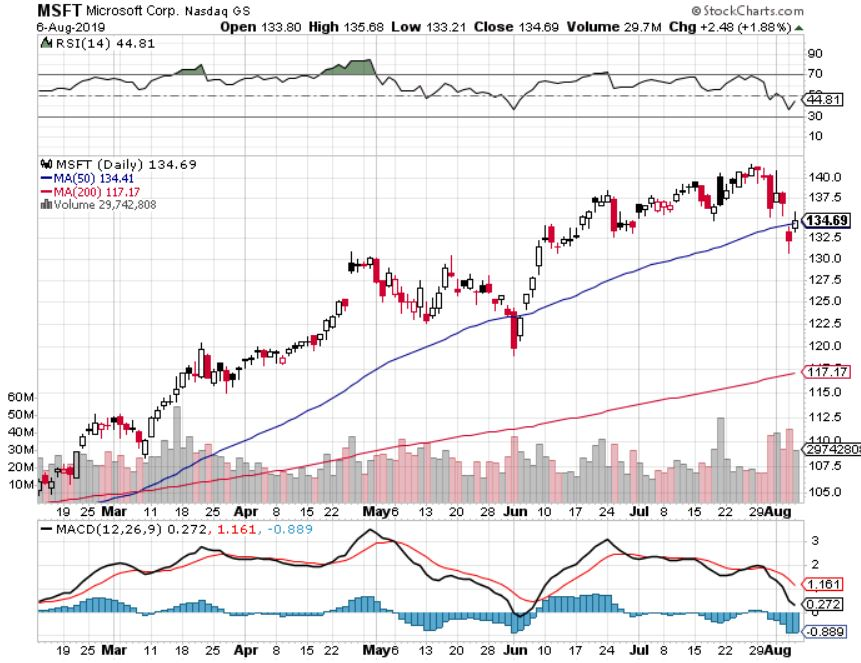 MSFT Microsoft Corp. Nasdaq GS © StockCharts.com
6-Aug-2019 Open 133.80 High 135.68 Low 133.21 Close 134.69 Volume 29.7M Chg +2.48 (+1.88%)
RSI(14) 44.81
90
70
50
44.81
30
10
MSFT (Daily) 134.69
MA(50) 134.41
MA(200) 117.17
Volume 29,742,808
140.0
137.5
134.69
132.5
130.0
127.5
125.0
122.5
120.0
117.17
115.0
112.5
110.0
29742808
107.5
105.0
60M
50M
40M
30M
20M
10M
19 25 Mar 11 18 25 Apr 8 15 22 May 6 13 20 28 Jun 10 17 24 Jul 8 15 22 29 Aug
MACD(12,26,9) 0.272, 1.161, -0.889
3
2
1.161
0.272
0
-0.889
19 25 Mar 11 18 25 Apr 8 15 22 May 6 13 20 28 Jun 10 17 24 Jul 8 15 22 29 Aug